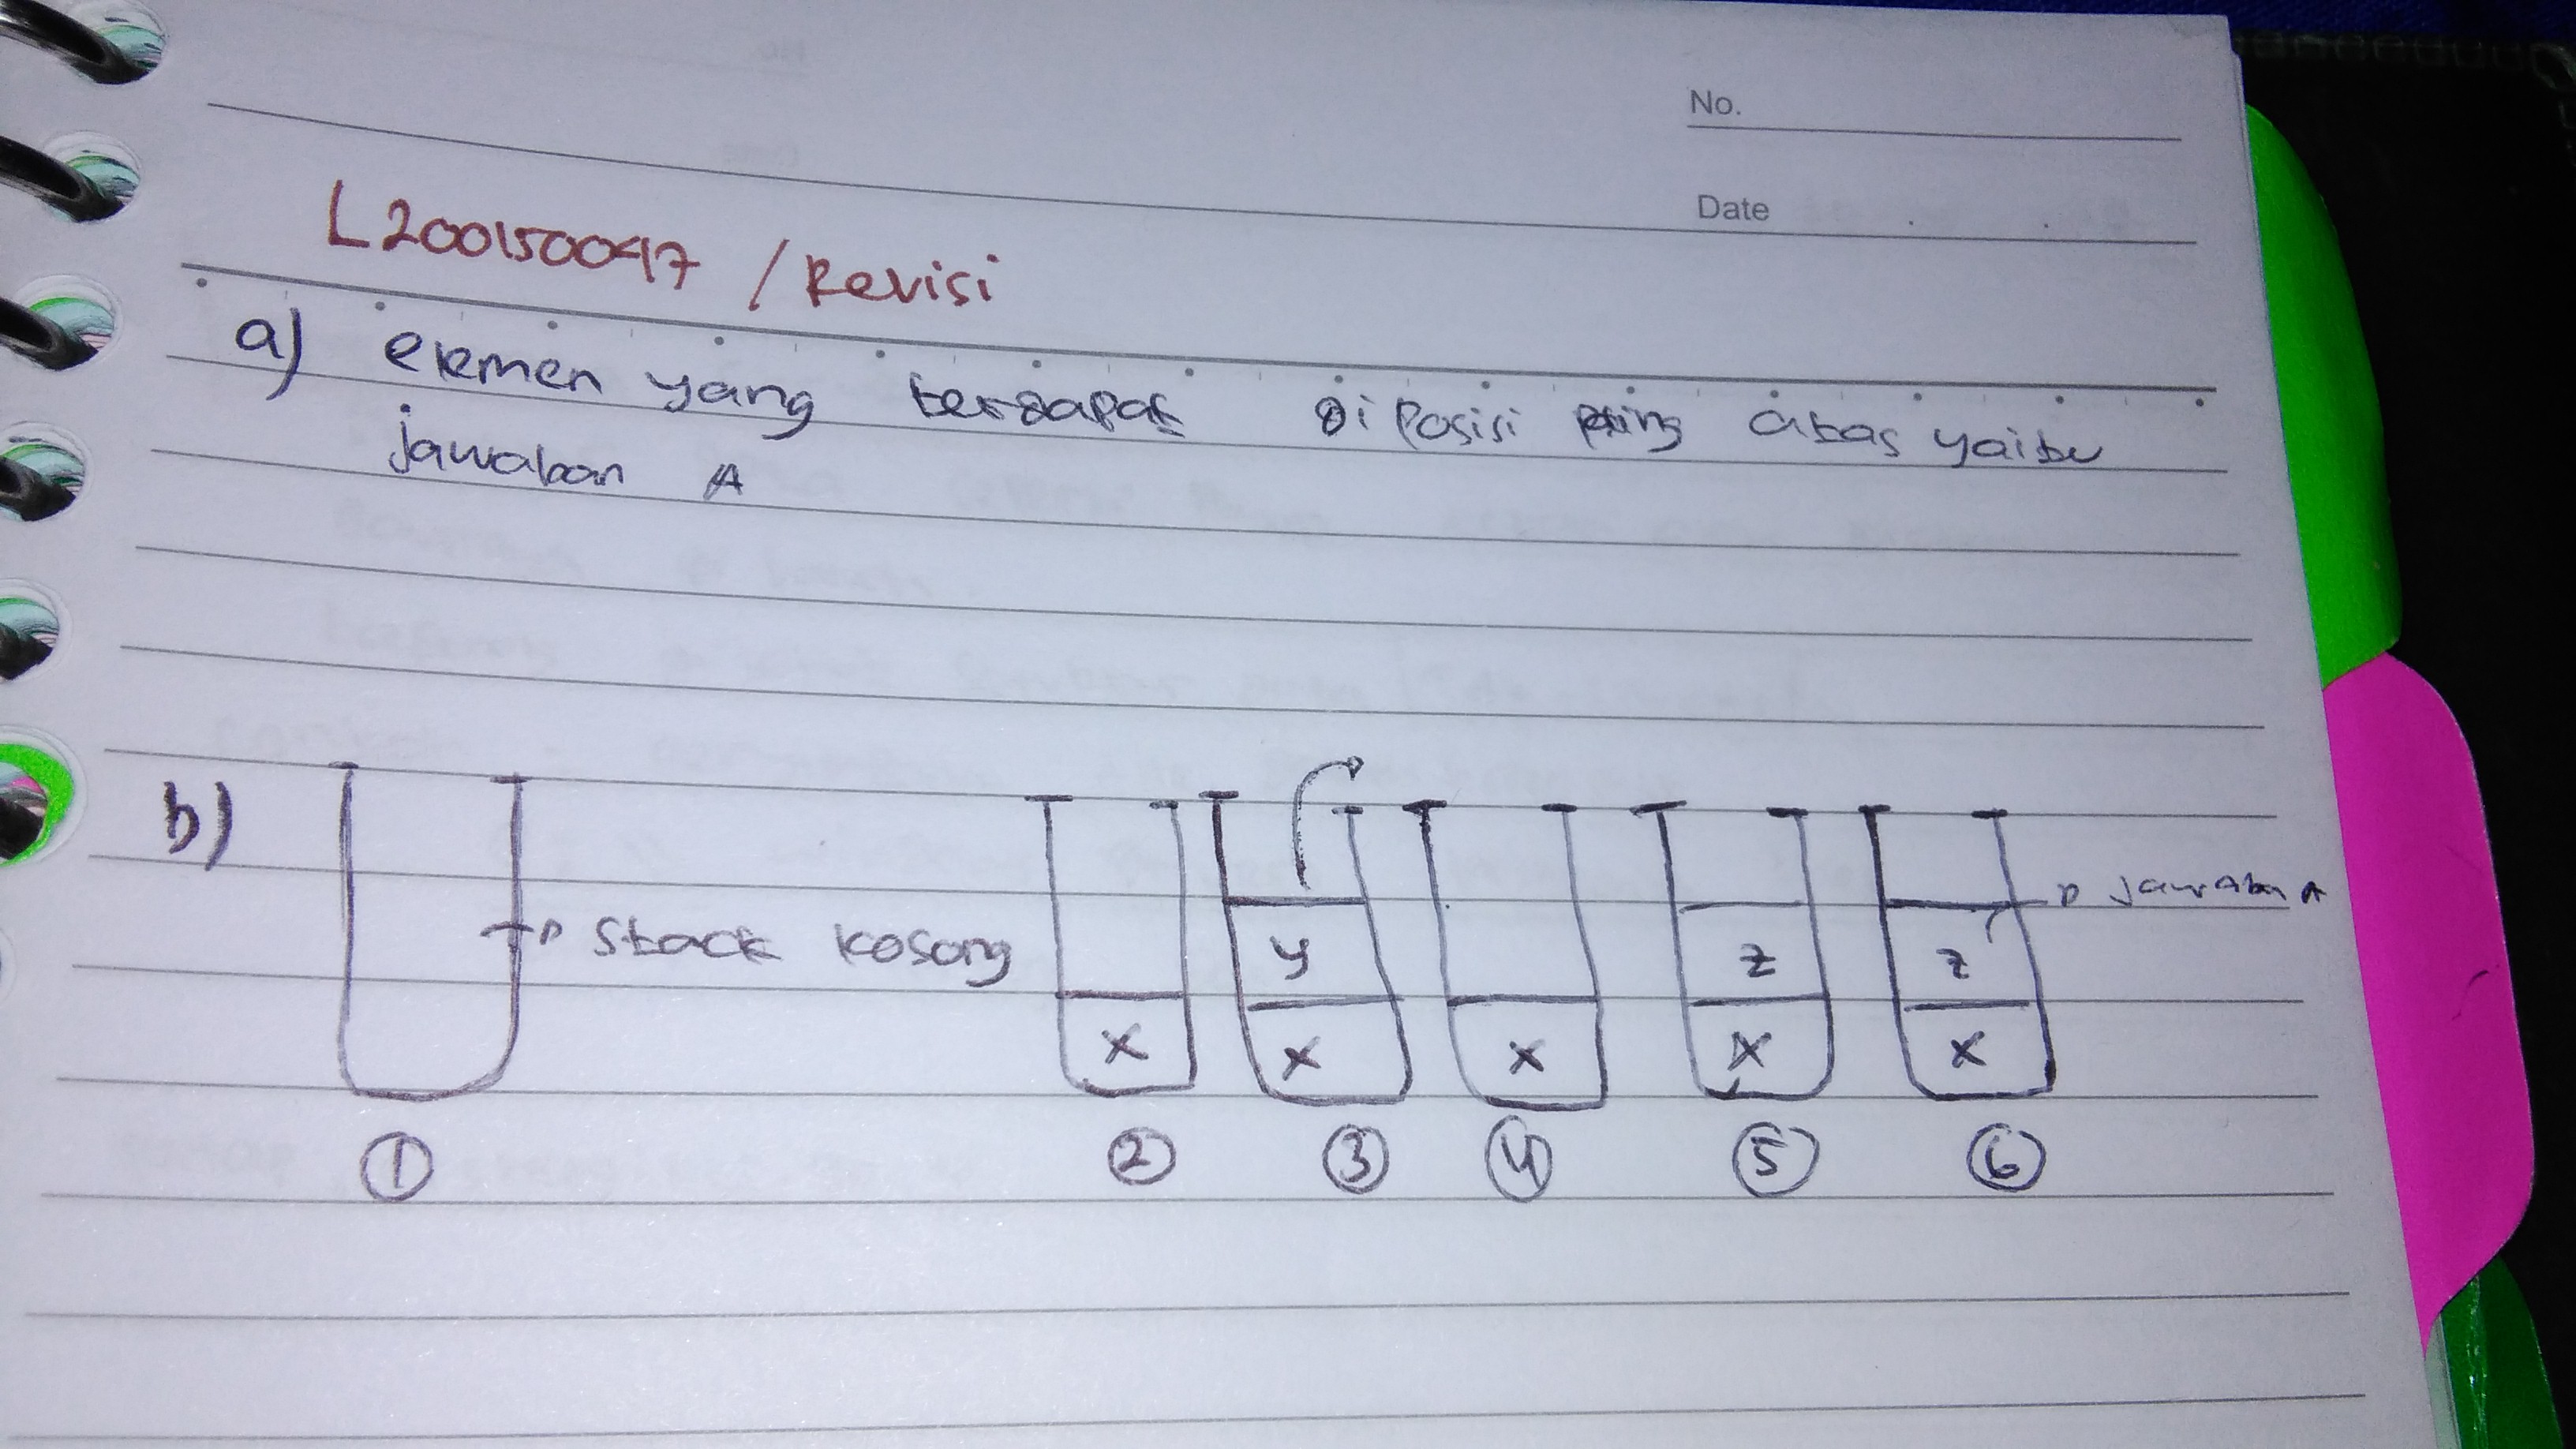 No.
Date
L200150047 / Revisi
a) elemen yang terdapat di posisi paling atas yaitu
jawaban A
b)
stack kosong
y
z
z
jawaban A
x
x
x
x
x
1
2
3
4
5
6